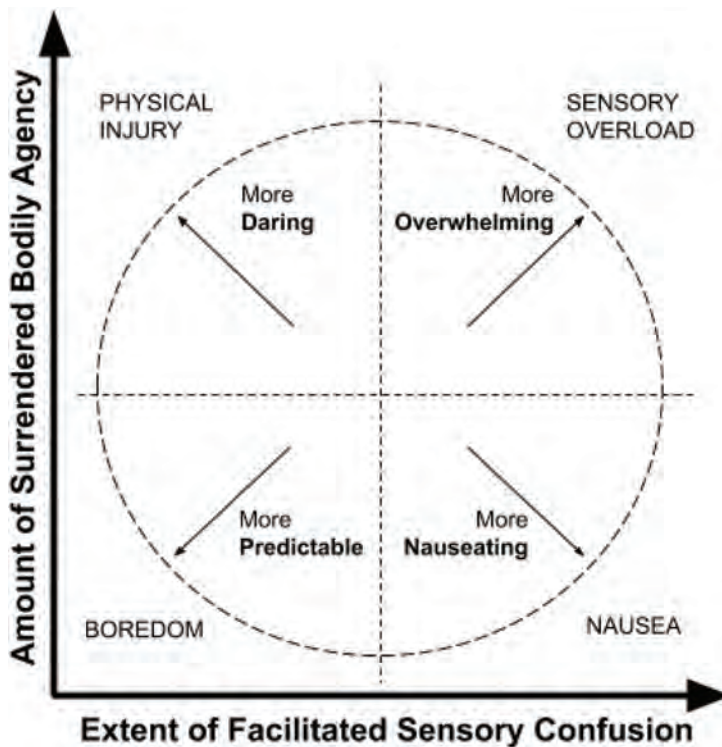 Amount of Surrendered Bodily Agency
PHYSICAL
INJURY
SENSORY
OVERLOAD
More
Daring
More
Overwhelming
More
Predictable
More
Nauseating
BOREDOM
NAUSEA
Extent of Facilitated Sensory Confusion